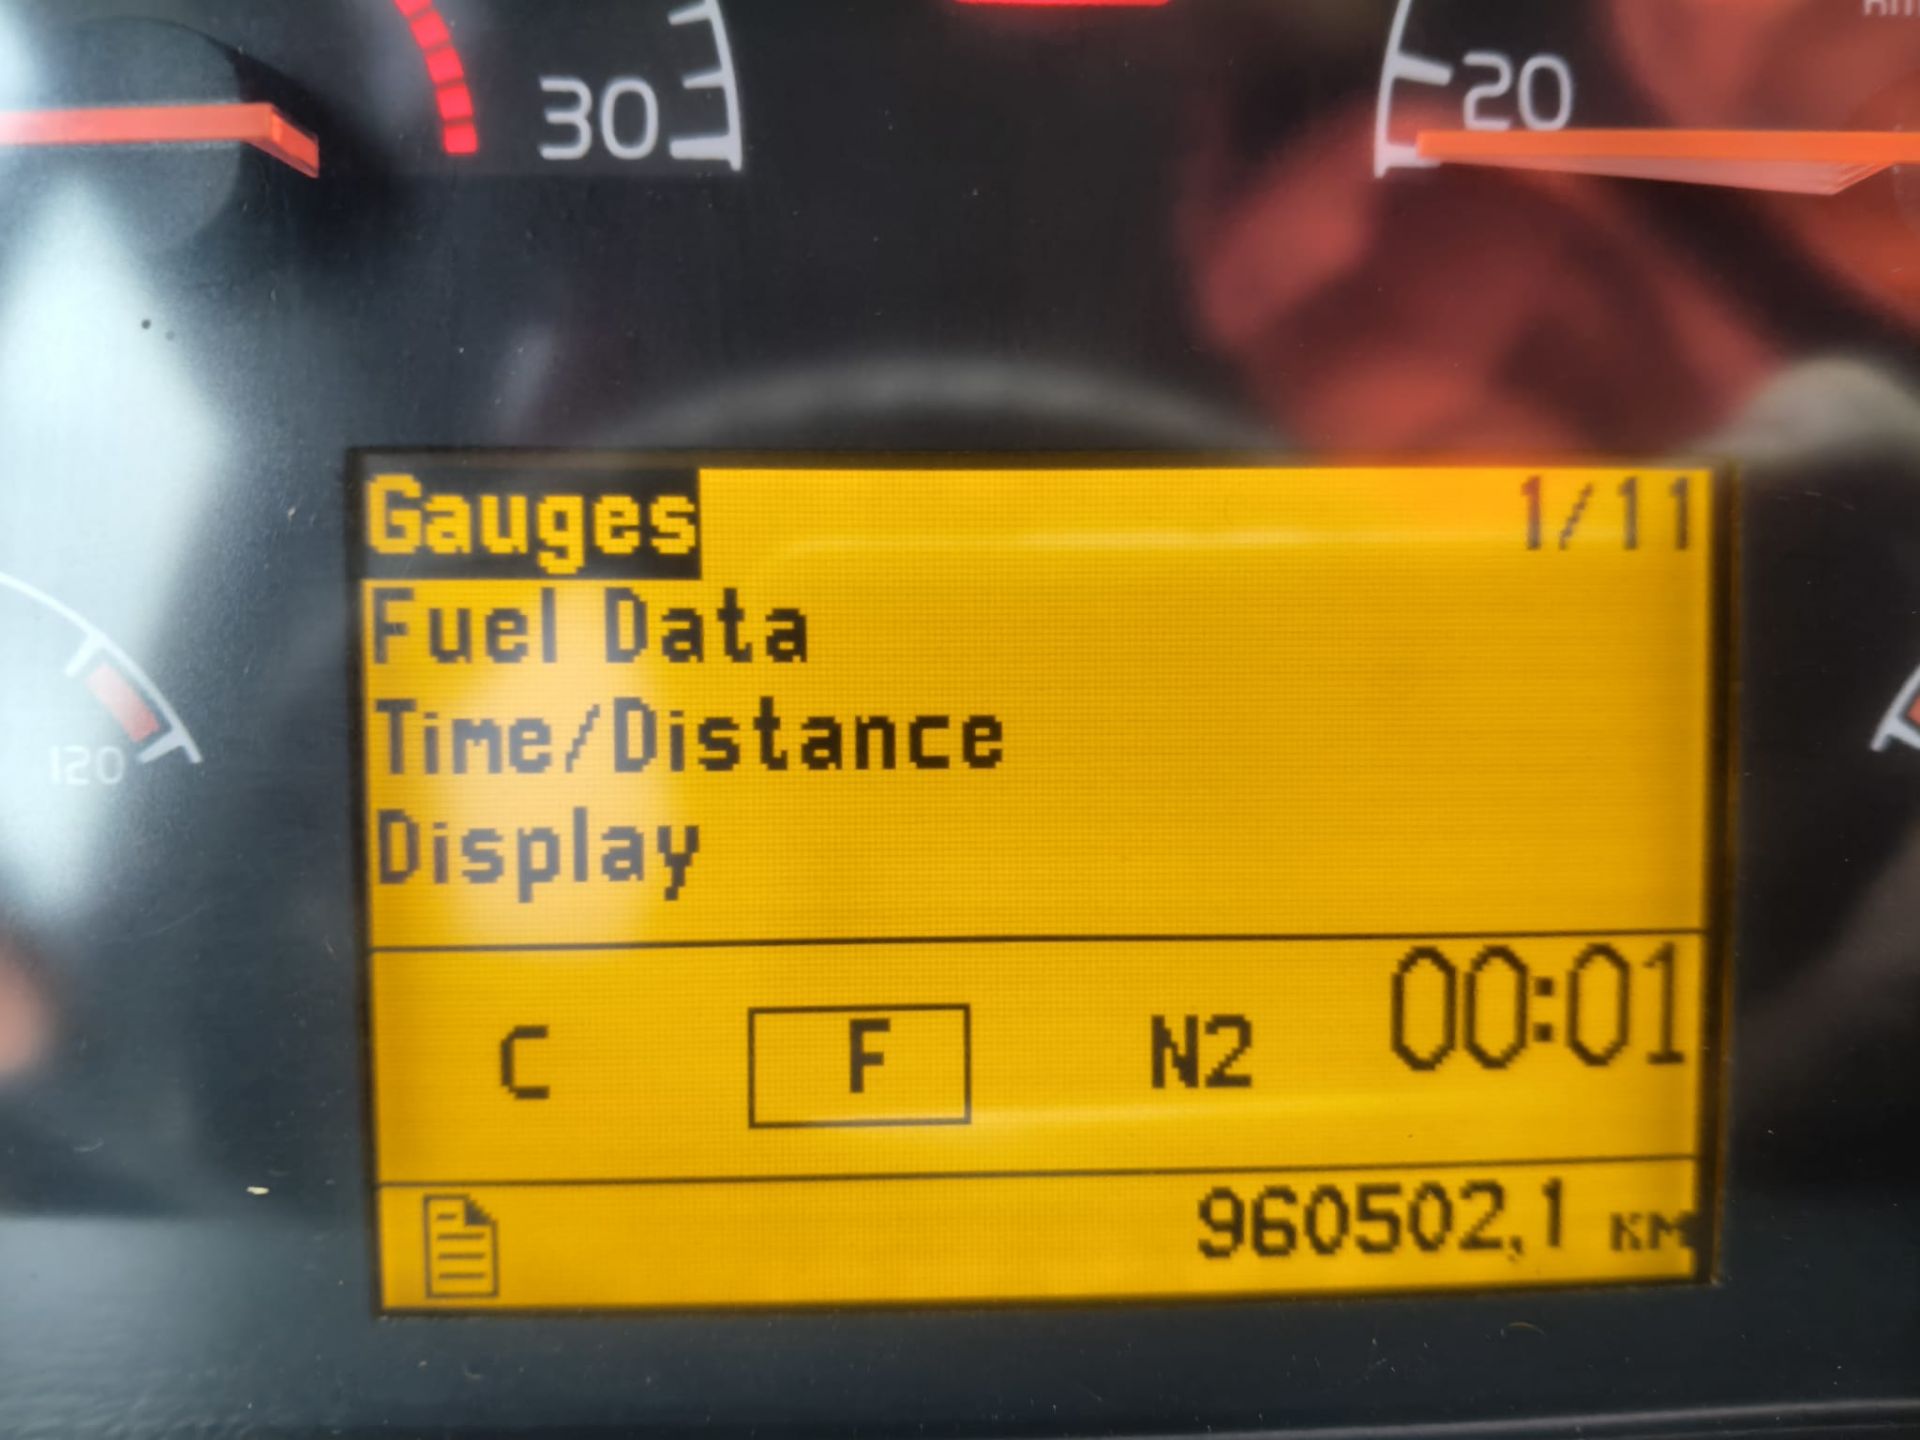 30
20
Gauges 1/11
Fuel Data
Time/Distance
Display
120
C F N2 00:01
960502,1 KM